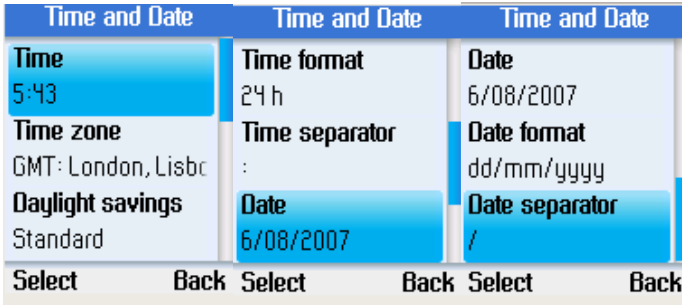 Time and Date
Time
5:43
Time zone
GMT: London, Lisbo
Daylight savings
Standard
Select Back
Time and Date
Time format
24 h
Time separator
:
Date
6/08/2007
Select Back
Time and Date
Date
6/08/2007
Date format
dd/mm/yyyy
Date separator
/
Select Back